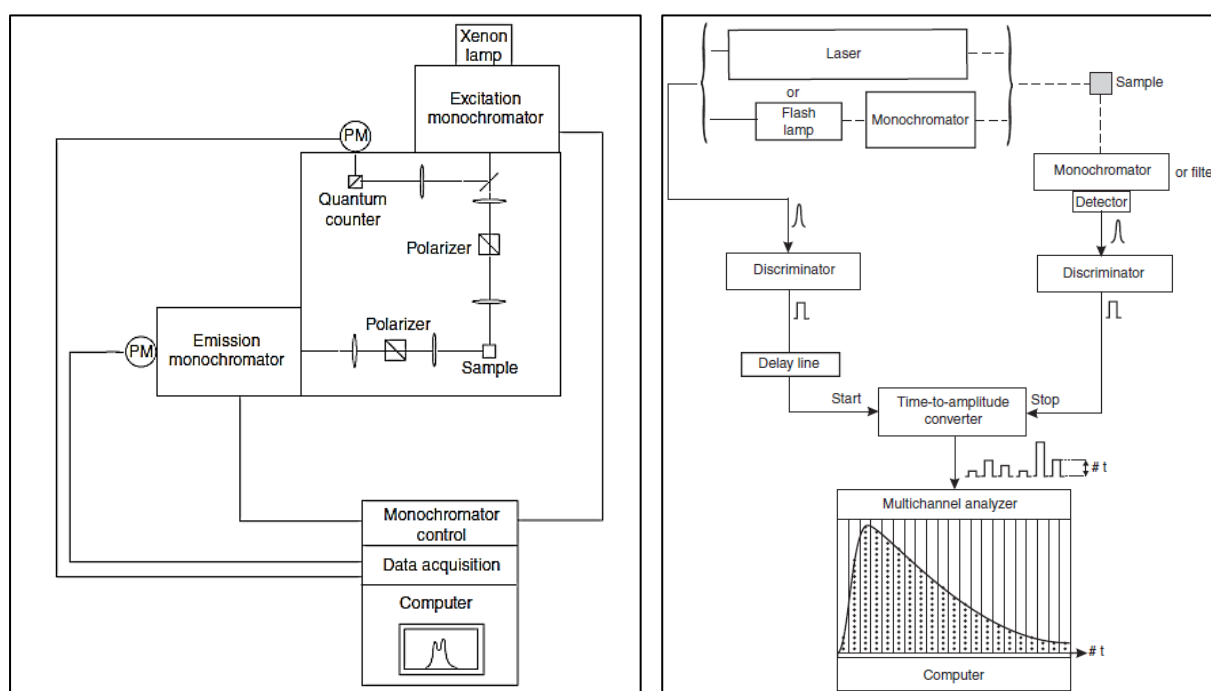 Xenon
lamp
Excitation
monochromator
PM
Quantum
counter
Polarizer
Polarizer
PM
Emission
monochromator
Sample
Monochromator
control
Data acquisition
Computer
Laser
or
Flash
lamp
Monochromator
Sample
Monochromator
or filte
Detector
Discriminator
Discriminator
Delay line
Start
Time-to-amplitude
converter
Stop
# t
Multichannel analyzer
# t
Computer